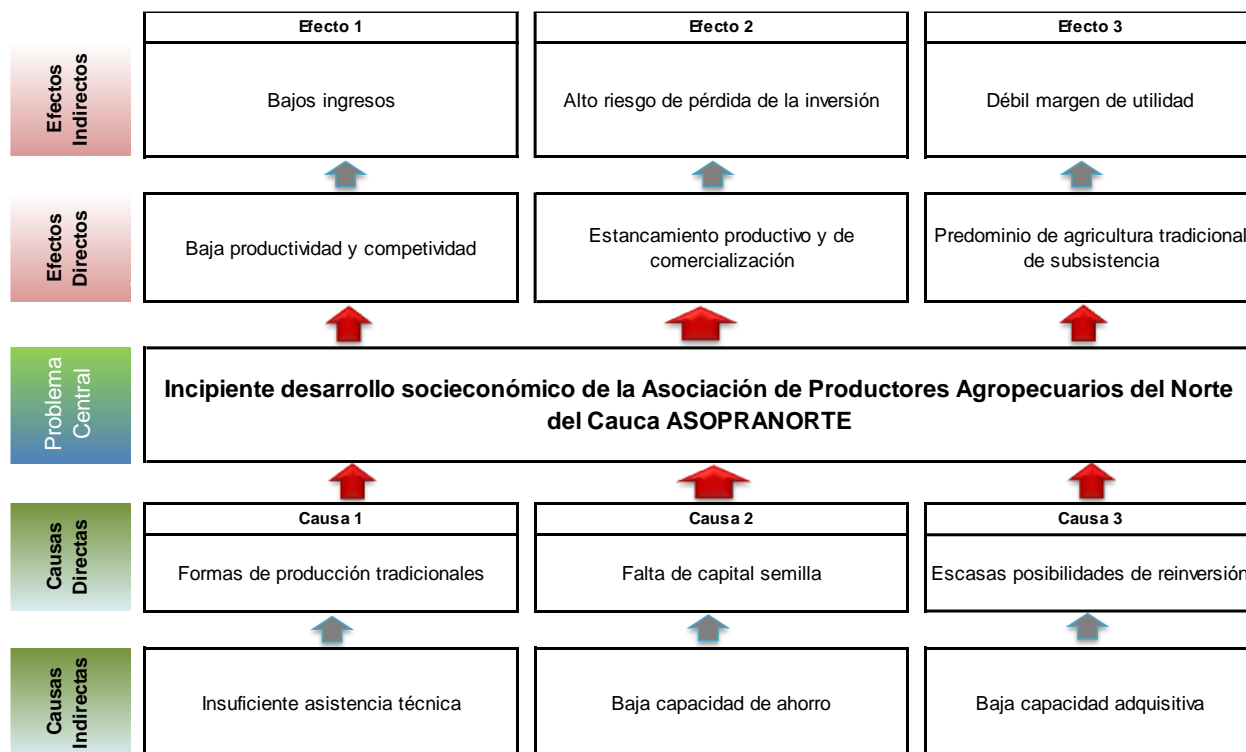 Efecto 1
Efecto 2
Efecto 3
Efectos
Indirectos
Bajos ingresos
Alto riesgo de pérdida de la inversión
Débil margen de utilidad
Efectos
Directos
Baja productividad y competividad
Estancamiento productivo y de
comercialización
Predominio de agricultura tradicional
de subsistencia
Problema
Central
Incipiente desarrollo socieconómico de la Asociación de Productores Agropecuarios del Norte
del Cauca ASOPRANORTE
Causa 1
Causa 2
Causa 3
Causas
Directas
Formas de producción tradicionales
Falta de capital semilla
Escasas posibilidades de reinversión
Causas
Indirectas
Insuficiente asistencia técnica
Baja capacidad de ahorro
Baja capacidad adquisitiva